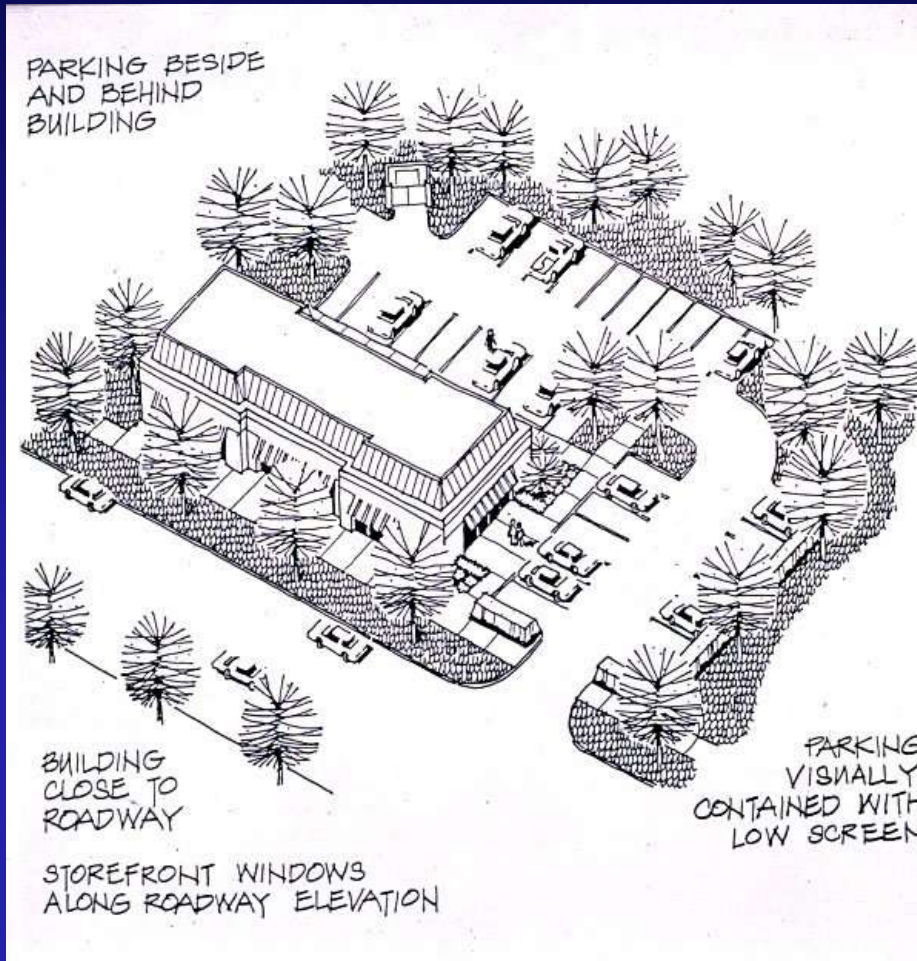 PARKING BESIDE
AND BEHIND
BUILDING
BUILDING
CLOSE TO
ROADWAY
STOREFRONT WINDOWS
ALONG ROADWAY ELEVATION
PARKING
VISUALLY
CONTAINED WITH
LOW SCREEN